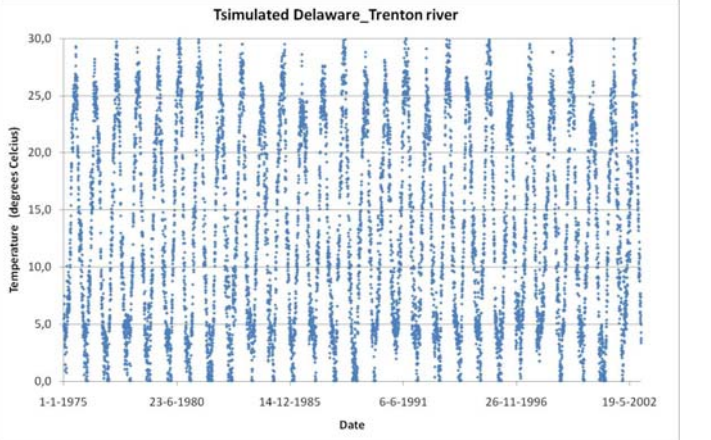 Tsimulated Delaware_Trenton river
30,0
25,0
20,0
15,0
10,0
5,0
0,0
Temperature (degrees Celcius)
1-1-1975 23-6-1980 14-12-1985 6-6-1991 26-11-1996 19-5-2002
Date